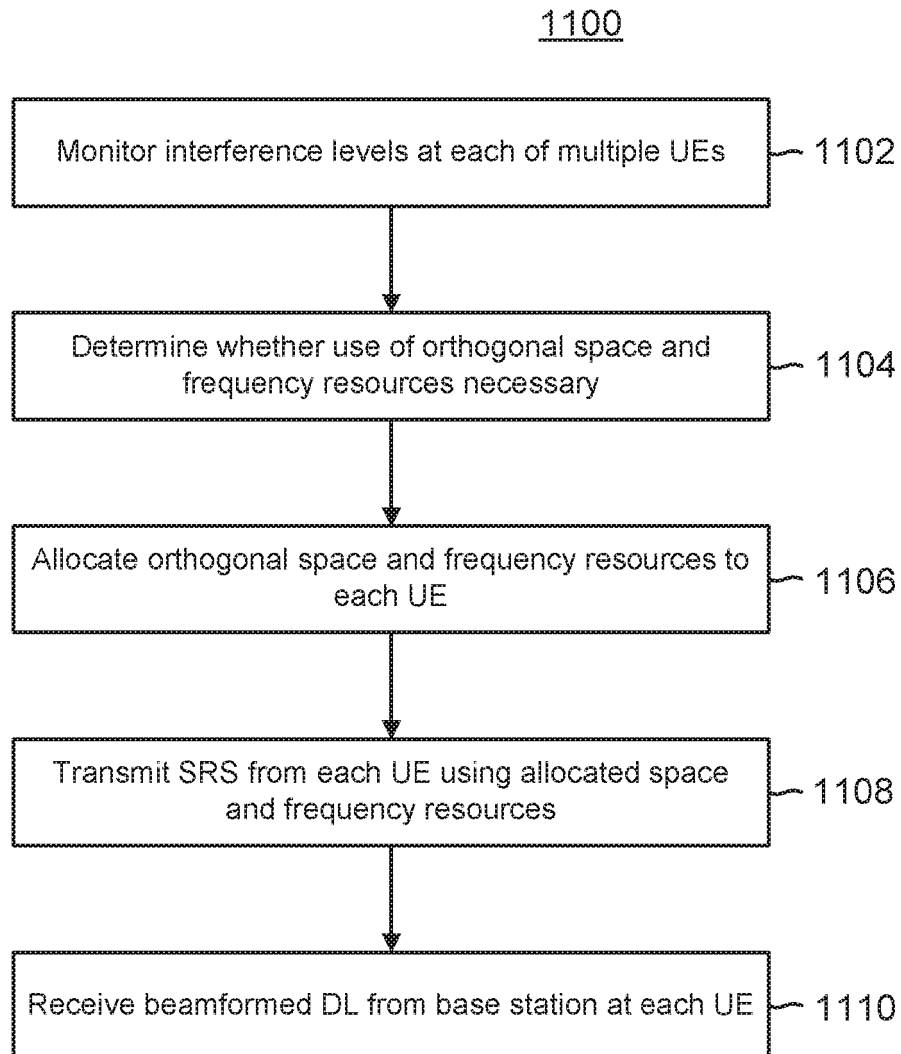 1100
Monitor interference levels at each of multiple UEs
1102
Determine whether use of orthogonal space and
frequency resources necessary
1104
Allocate orthogonal space and frequency resources to
each UE
1106
Transmit SRS from each UE using allocated space
and frequency resources
1108
Receive beamformed DL from base station at each UE
1110